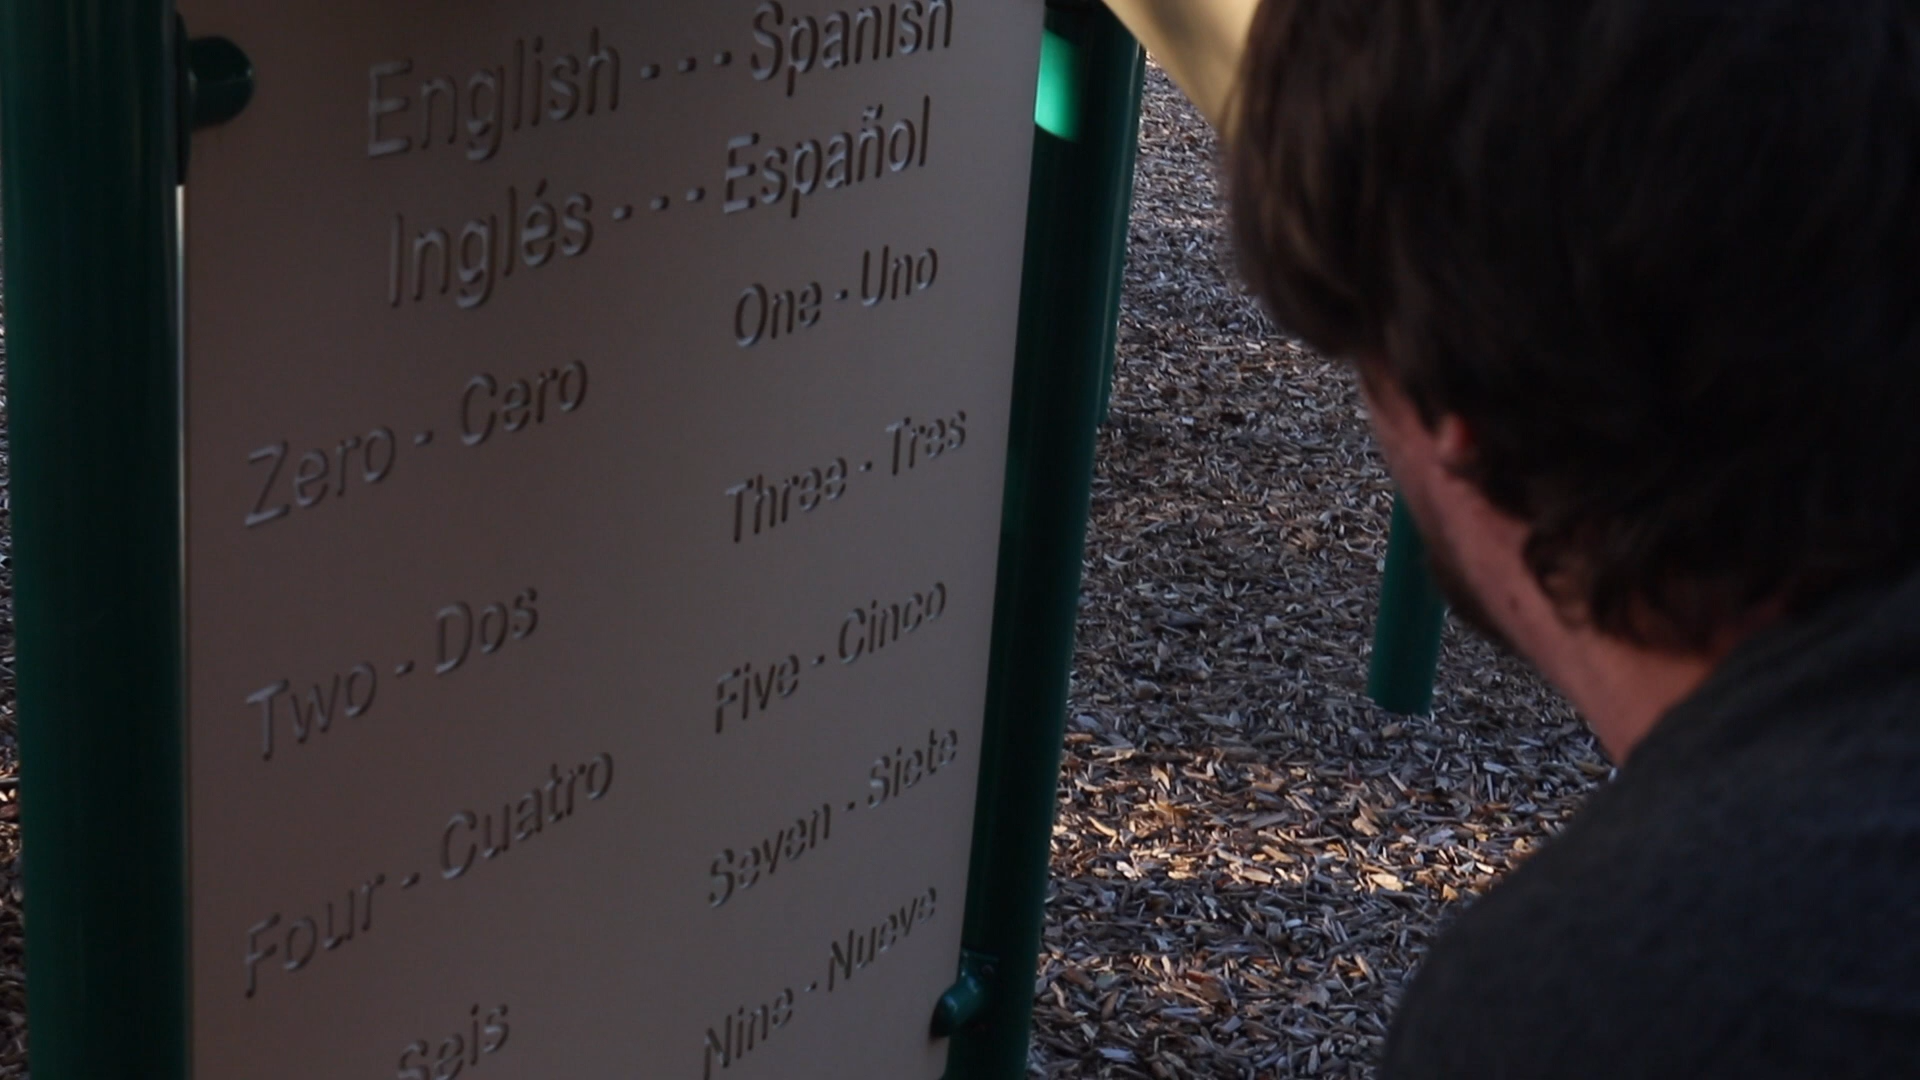 English - - - Spanish
Inglés - - - Español
One - Uno
Zero - Cero
Three - Tres
Two - Dos
Five - Cinco
Four - Cuatro
Seven - Siete
Nine - Nueve
Seis